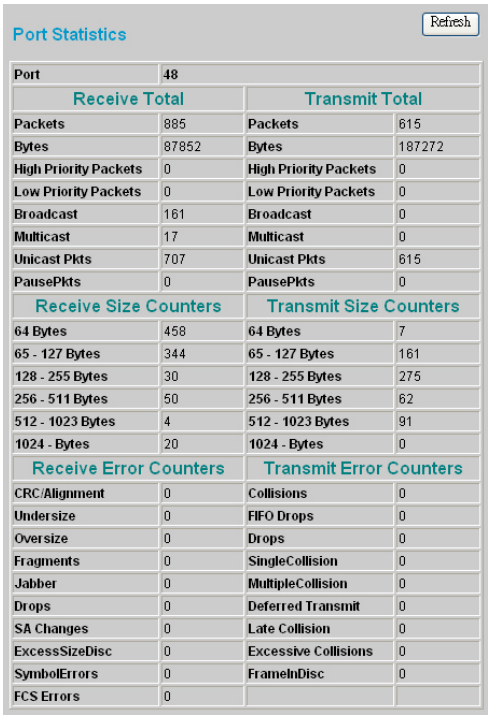 Refresh
Port Statistics
Port 48
Receive Total Transmit Total
Packets 885 Packets 615
Bytes 87852 Bytes 187272
High Priority Packets 0 High Priority Packets 0
Low Priority Packets 0 Low Priority Packets 0
Broadcast 161 Broadcast 0
Multicast 17 Multicast 0
Unicast Pkts 707 Unicast Pkts 615
PausePkts 0 PausePkts 0
Receive Size Counters Transmit Size Counters
64 Bytes 458 64 Bytes 7
65 - 127 Bytes 344 65 - 127 Bytes 161
128 - 255 Bytes 30 128 - 255 Bytes 275
256 - 511 Bytes 50 256 - 511 Bytes 62
512 - 1023 Bytes 4 512 - 1023 Bytes 91
1024 - Bytes 20 1024 - Bytes 0
Receive Error Counters Transmit Error Counters
CRC/Alignment 0 Collisions 0
Undersize 0 FIFO Drops 0
Oversize 0 Drops 0
Fragments 0 SingleCollision 0
Jabber 0 MultipleCollision 0
Drops 0 Deferred Transmit 0
SA Changes 0 Late Collision 0
ExcessSizeDisc 0 Excessive Collisions 0
SymbolErrors 0 FrameInDisc 0
FCS Errors 0